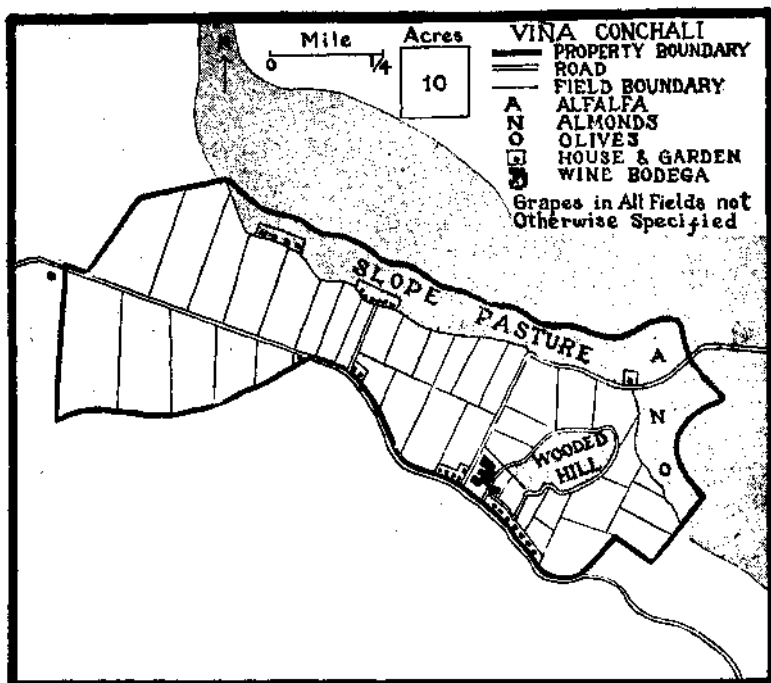 VIÑA CONCHALI
PROPERTY BOUNDARY
ROAD
FIELD BOUNDARY
A ALFALFA
N ALMONDS
O OLIVES
HOUSE & GARDEN
WINE BODEGA
Grapes in All Fields not
Otherwise Specified
Mile
0 1/4
Acres
10
N
SLOPE PASTURE
A
N
O
WOODED
HILL